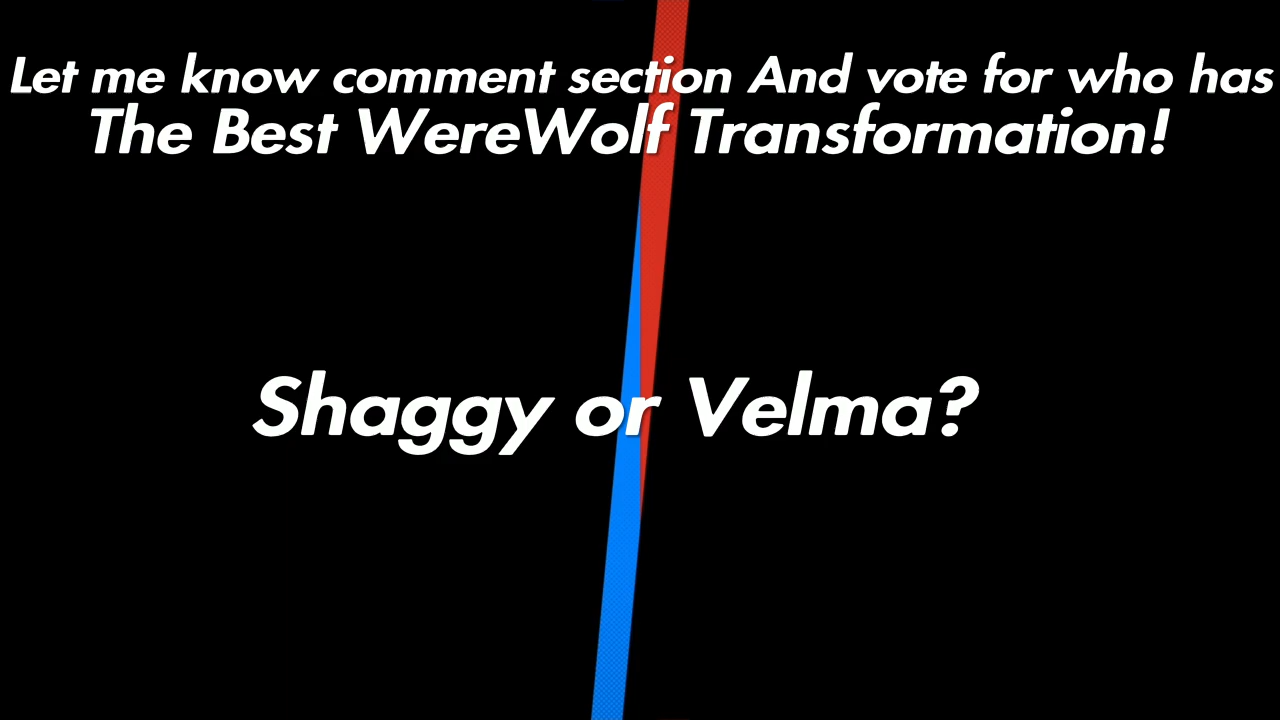 Let me know comment section And vote for who has
The Best WereWolf Transformation!
Shaggy or Velma?